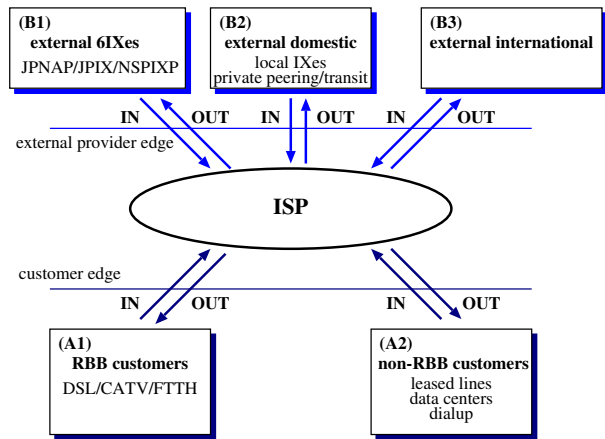 (B1)
external 6IXes
JPNAP/JPIX/NSPIXP
(B2)
external domestic
local IXes
private peering/transit
(B3)
external international
IN OUT IN OUT IN OUT
external provider edge
ISP
customer edge
IN OUT IN OUT
(A1)
RBB customers
DSL/CATV/FTTH
(A2)
non-RBB customers
leased lines
data centers
dialup